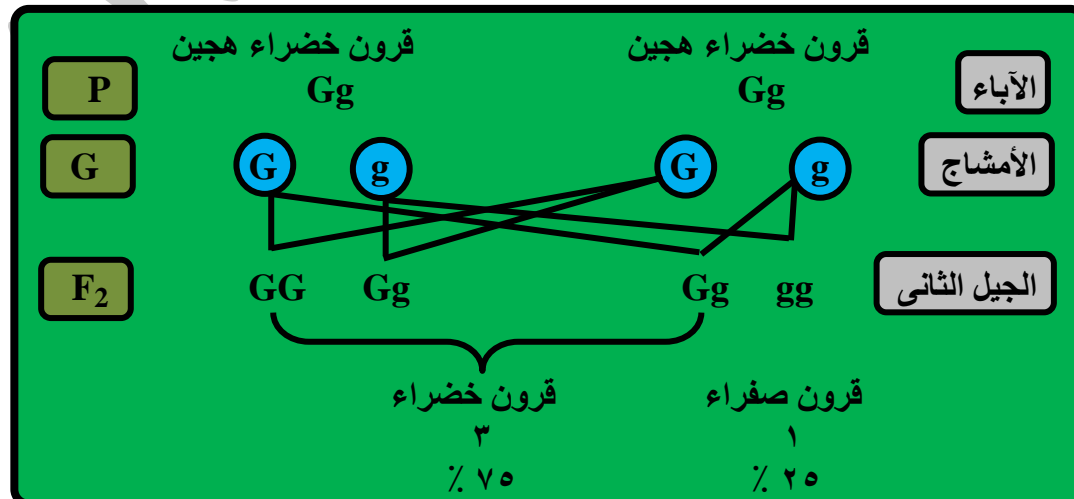 قرون خضراء هجين قرون خضراء هجين
الآباء Gg Gg P
الأمشاج g G g G G
الجيل الثانى gg Gg Gg GG F₂
قرون صفراء قرون خضراء
١ ٣
٢٥ ٪ ٧٥ ٪